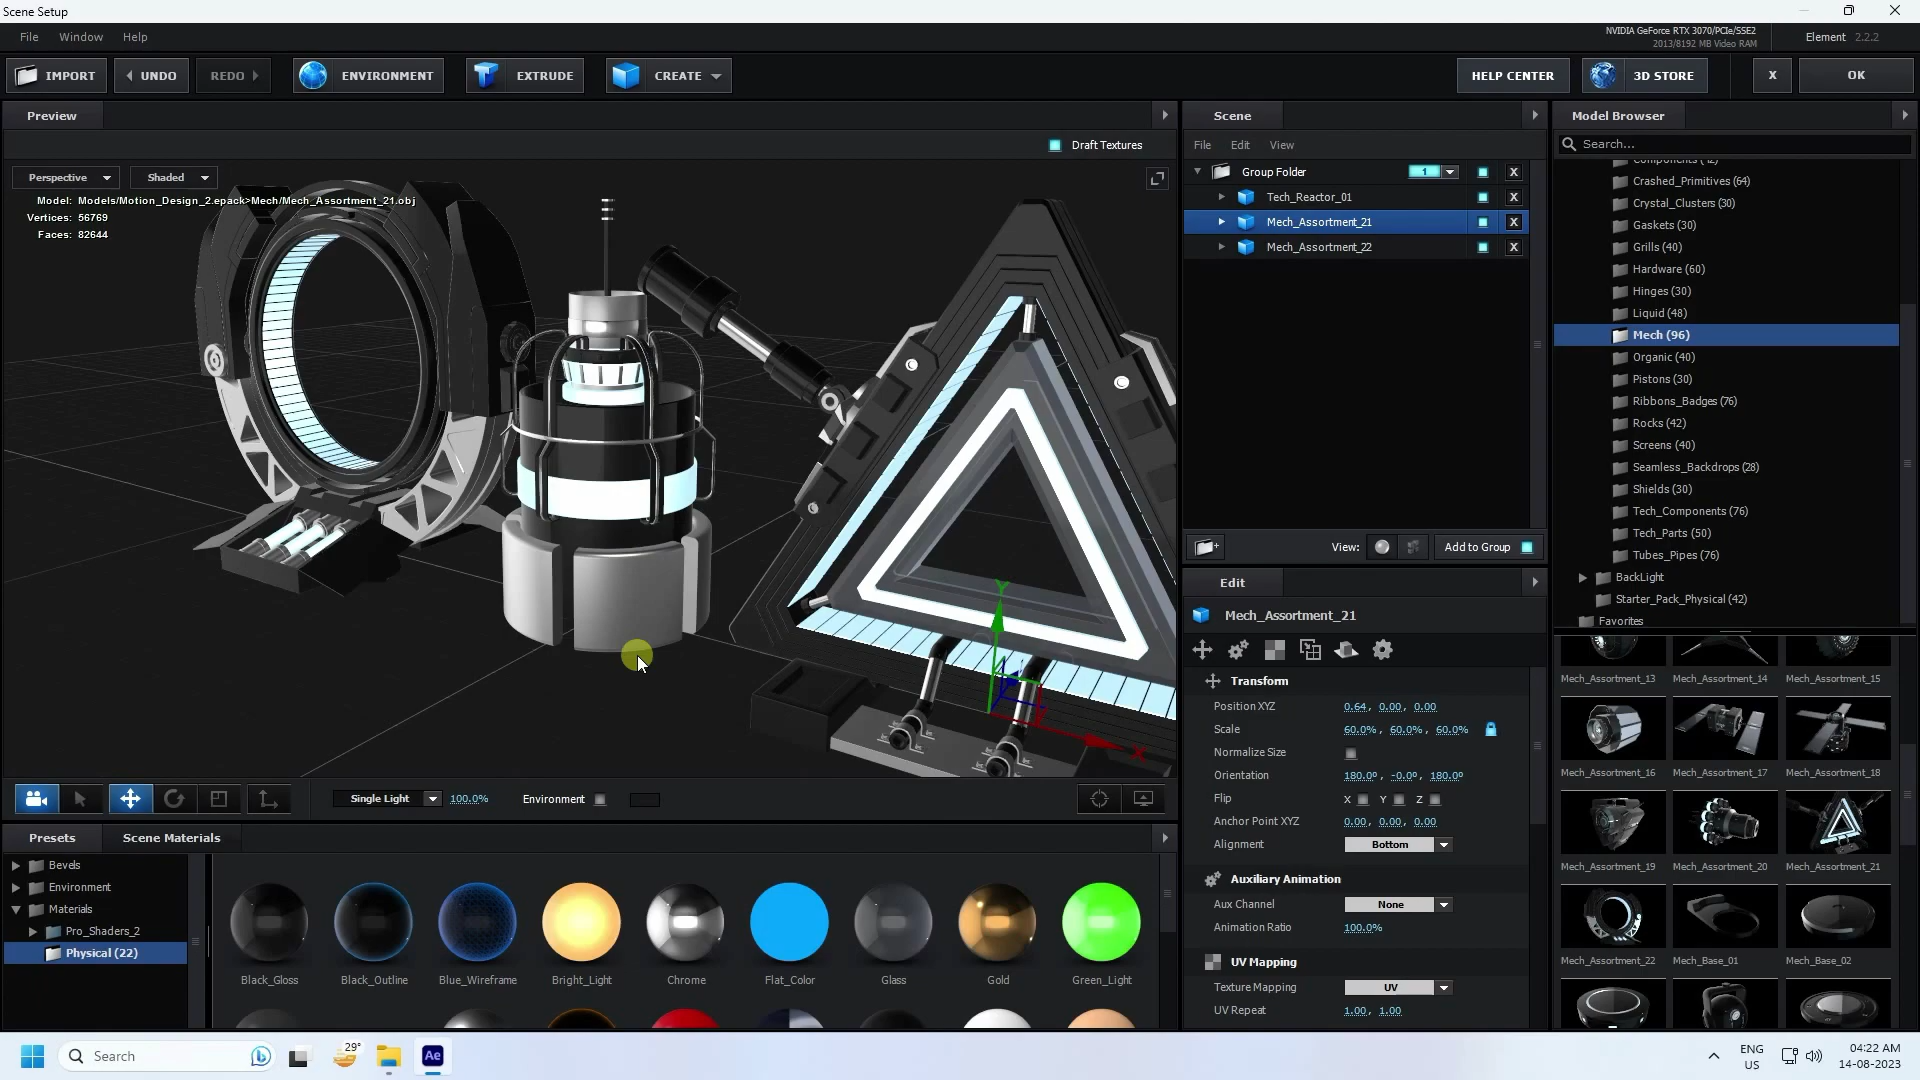 Scene Setup
File Window Help
NVIDIA GeForce RTX 3070/PCIe/SSE2
2013/8192 MB Video RAM
Element 2.2.2
IMPORT UNDO REDO ENVIRONMENT EXTRUDE CREATE HELP CENTER 3D STORE X OK
Preview
Draft Textures
Perspective Shaded
Model: Models/Motion_Design_2.epack>Mech/Mech_Assortment_21.obj
Vertices: 56769
Faces: 82644
Y
X
Single Light 100.0% Environment
Scene
File Edit View
Group Folder 1 X
Tech_Reactor_01 X
Mech_Assortment_21 X
Mech_Assortment_22 X
View: Add to Group
Edit
Mech_Assortment_21
Transform
Position XYZ 0.64, 0.00, 0.00
Scale 60.0%, 60.0%, 60.0%
Normalize Size
Orientation 180.0º, -0.0º, 180.0º
Flip X Y Z
Anchor Point XYZ 0.00, 0.00, 0.00
Alignment Bottom
Auxiliary Animation
Aux Channel None
Animation Ratio 100.0%
UV Mapping
Texture Mapping UV
UV Repeat 1.00, 1.00
Model Browser
Search...
Components (42)
Crashed_Primitives (64)
Crystal_Clusters (30)
Gaskets (30)
Grills (40)
Hardware (60)
Hinges (30)
Liquid (48)
Mech (96)
Organic (40)
Pistons (30)
Ribbons_Badges (76)
Rocks (42)
Screens (40)
Seamless_Backdrops (28)
Shields (30)
Tech_Components (76)
Tech_Parts (50)
Tubes_Pipes (76)
BackLight
Starter_Pack_Physical (42)
Favorites
Mech_Assortment_13 Mech_Assortment_14 Mech_Assortment_15
Mech_Assortment_16 Mech_Assortment_17 Mech_Assortment_18
Mech_Assortment_19 Mech_Assortment_20 Mech_Assortment_21
Mech_Assortment_22 Mech_Base_01 Mech_Base_02
Presets Scene Materials
Bevels
Environment
Materials
Pro_Shaders_2
Physical (22)
Black_Gloss Black_Outline Blue_Wireframe Bright_Light Chrome Flat_Color Glass Gold Green_Light
Search
29°
Ae
ENG
US
04:22 AM
14-08-2023